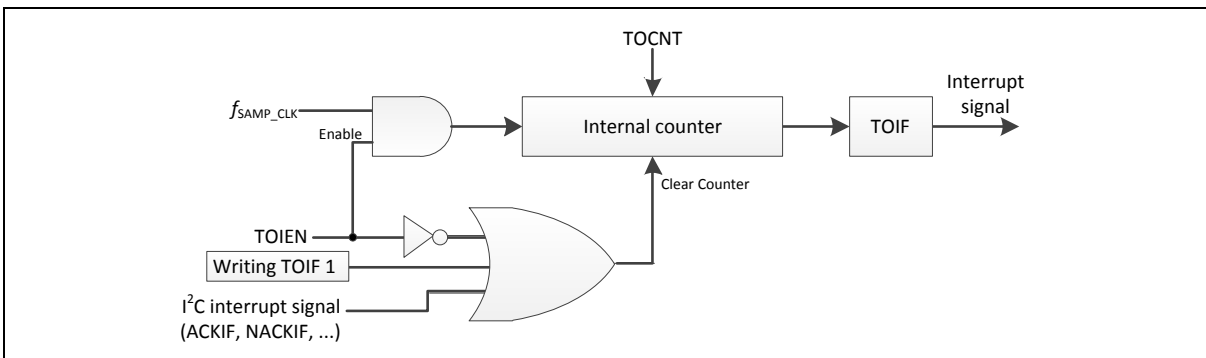 TOCNT
Interrupt
signal
fSAMP_CLK
Enable
Internal counter
TOIF
Clear Counter
TOIEN
Writing TOIF 1
I²C interrupt signal
(ACKIF, NACKIF, ...)